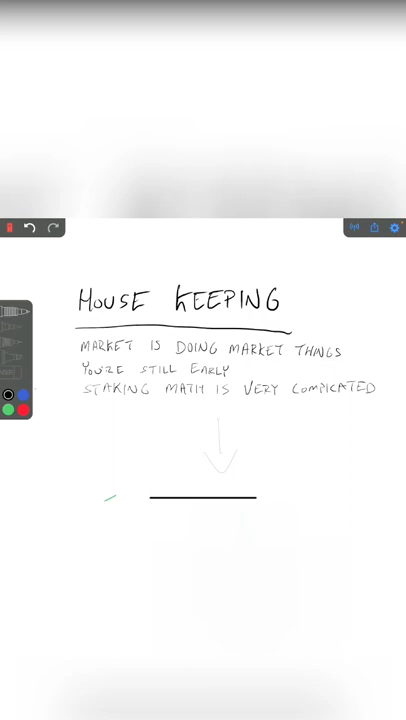 HOUSE KEEPING
MARKET IS DOING MARKET THINGS
YOU'RE STILL EARLY
STAKING MATH IS VERY COMPICATED